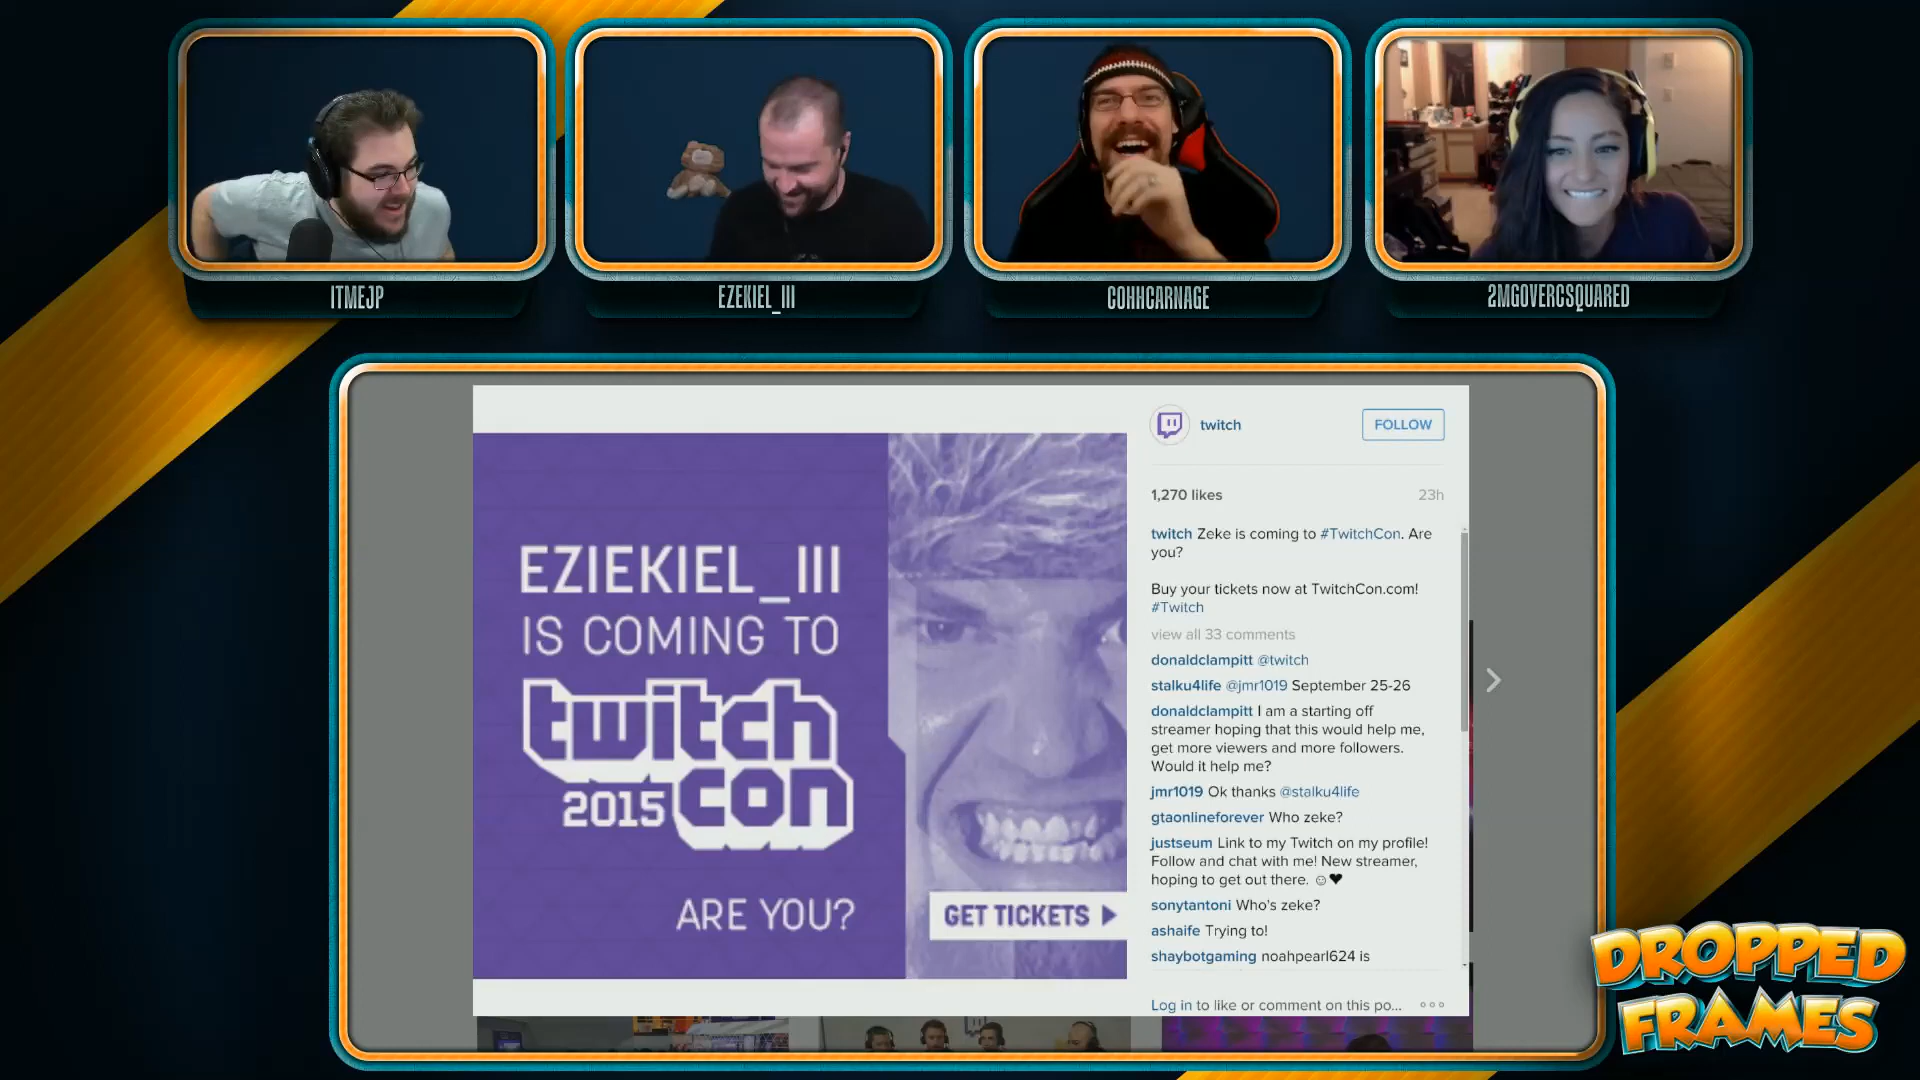 ITMEJP
EZEKIEL_III
COHHCARNAGE
2MGOVERCSQUARED
EZIEKIEL_III
IS COMING TO
twitch
2015 con
ARE YOU?
GET TICKETS
twitch
FOLLOW
1,270 likes
23h
twitch Zeke is coming to #TwitchCon. Are
you?
Buy your tickets now at TwitchCon.com!
#Twitch
view all 33 comments
donaldclampitt @twitch
stalku4life @jmr1019 September 25-26
donaldclampitt I am a starting off
streamer hoping that this would help me,
get more viewers and more followers.
Would it help me?
jmr1019 Ok thanks @stalku4life
gtaonlineforever Who zeke?
justseum Link to my Twitch on my profile!
Follow and chat with me! New streamer,
hoping to get out there. ☺❤
sonytantoni Who's zeke?
ashaife Trying to!
shaybotgaming noahpearl624 is
Log in to like or comment on this po...
DROPPED
FRAMES